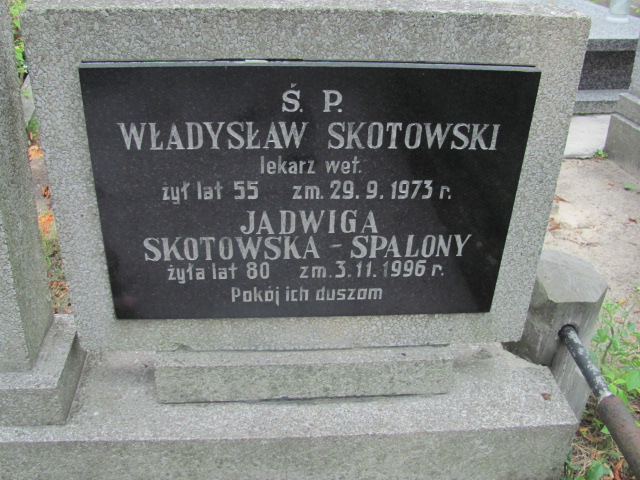 Ś. P.
WŁADYSŁAW SKOTOWSKI
lekarz wet.
żył lat 55 zm. 29. 9. 1973 r.
JADWIGA
SKOTOWSKA - SPALONY
żyła lat 80 zm. 3. 11. 1996 r.
Pokój ich duszom